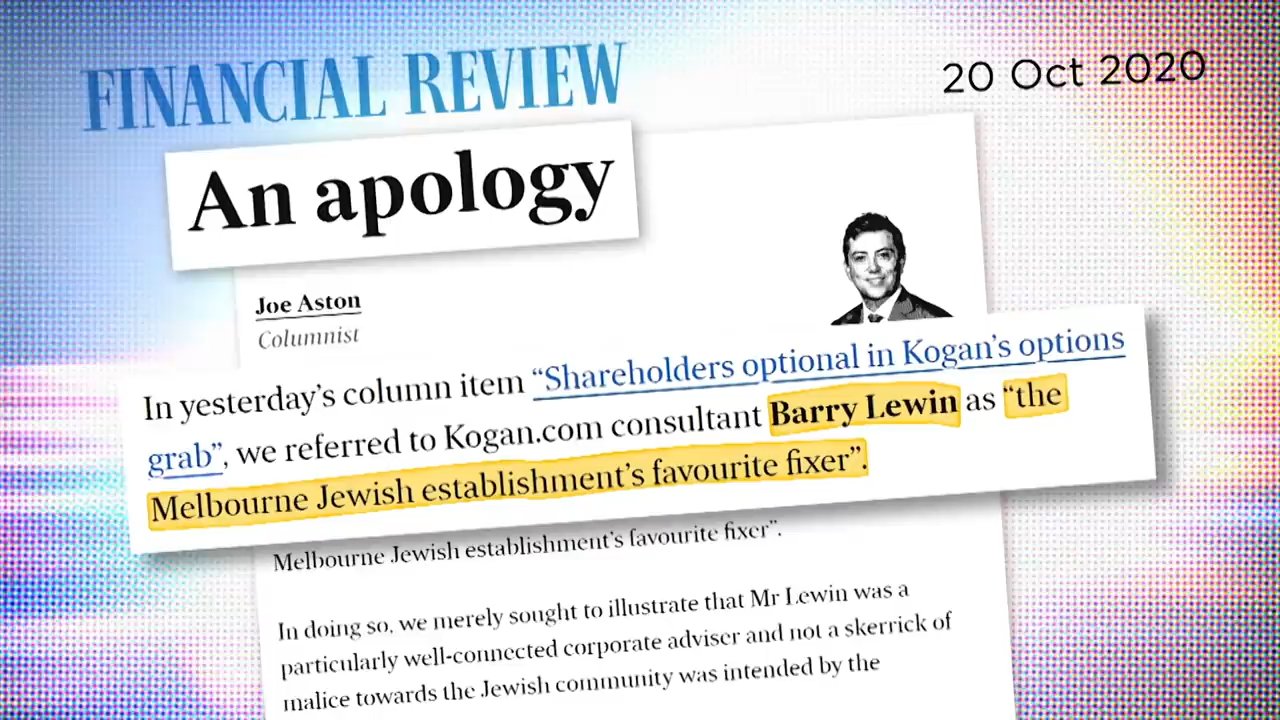 FINANCIAL REVIEW
20 Oct 2020
An apology
Joe Aston
Columnist
In yesterday’s column item “Shareholders optional in Kogan’s options
grab”, we referred to Kogan.com consultant Barry Lewin as “the
Melbourne Jewish establishment’s favourite fixer”.
Melbourne Jewish establishment’s favourite fixer”.
In doing so, we merely sought to illustrate that Mr Lewin was a
particularly well-connected corporate adviser and not a skerrick of
malice towards the Jewish community was intended by the